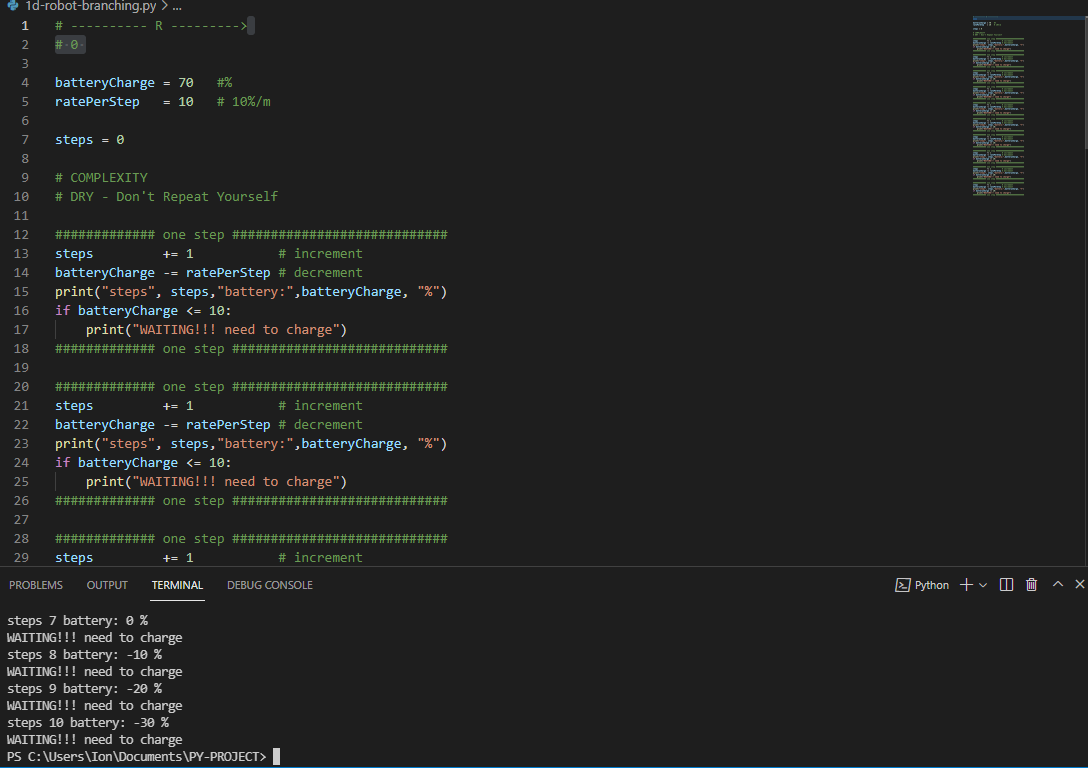 1d-robot-branching.py > ...
1 # ---------- R --------->
2 # 0
3
4 batteryCharge = 70   #%
5 ratePerStep   = 10   # 10%/m
6
7 steps = 0
8
9 # COMPLEXITY
10 # DRY - Don't Repeat Yourself
11
12 ############# one step ############################
13 steps         += 1           # increment
14 batteryCharge -= ratePerStep # decrement
15 print("steps", steps,"battery:",batteryCharge, "%")
16 if batteryCharge <= 10:
17     print("WAITING!!! need to charge")
18 ############# one step ############################
19
20 ############# one step ############################
21 steps         += 1           # increment
22 batteryCharge -= ratePerStep # decrement
23 print("steps", steps,"battery:",batteryCharge, "%")
24 if batteryCharge <= 10:
25     print("WAITING!!! need to charge")
26 ############# one step ############################
27
28 ############# one step ############################
29 steps         += 1           # increment
PROBLEMS OUTPUT TERMINAL DEBUG CONSOLE Python
steps 7 battery: 0 %
WAITING!!! need to charge
steps 8 battery: -10 %
WAITING!!! need to charge
steps 9 battery: -20 %
WAITING!!! need to charge
steps 10 battery: -30 %
WAITING!!! need to charge
PS C:\Users\Ion\Documents\PY-PROJECT>